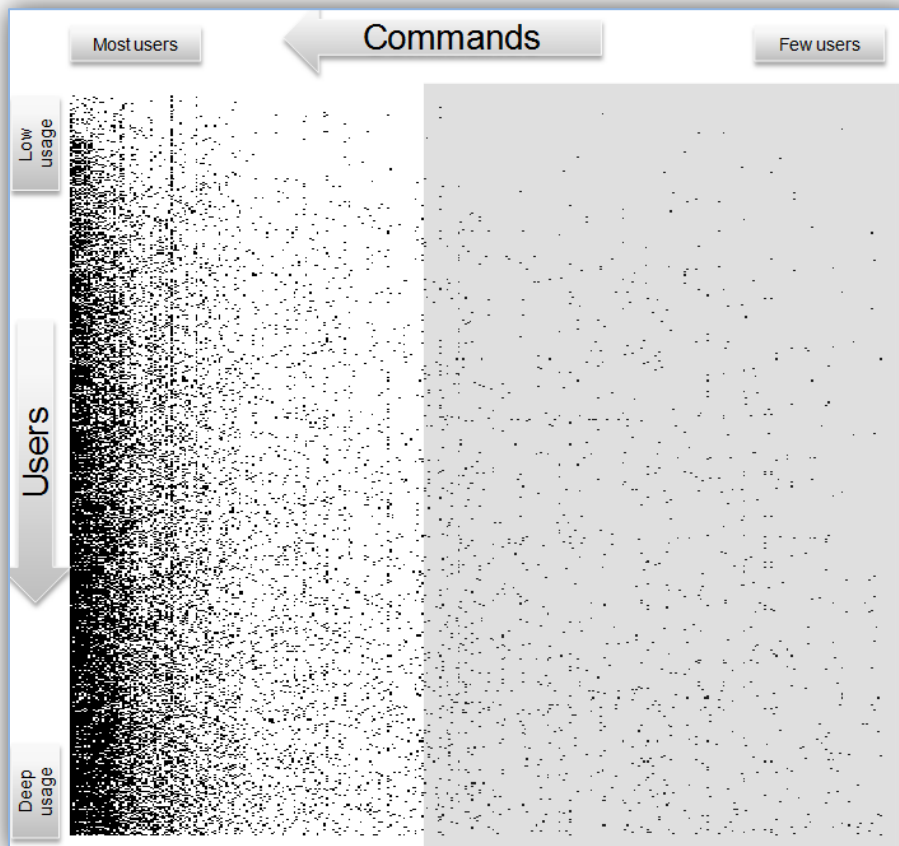 Most users
Commands
Few users
Low
usage
Users
Deep
usage